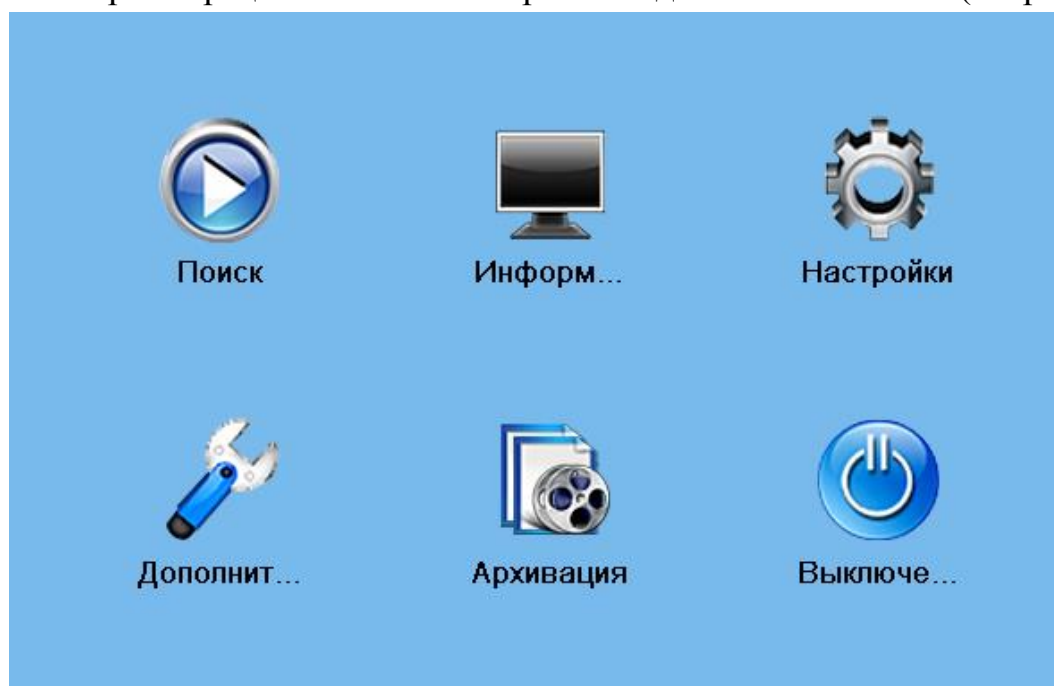 Поиск Информ... Настройки
Дополнит... Архивация Выключе...